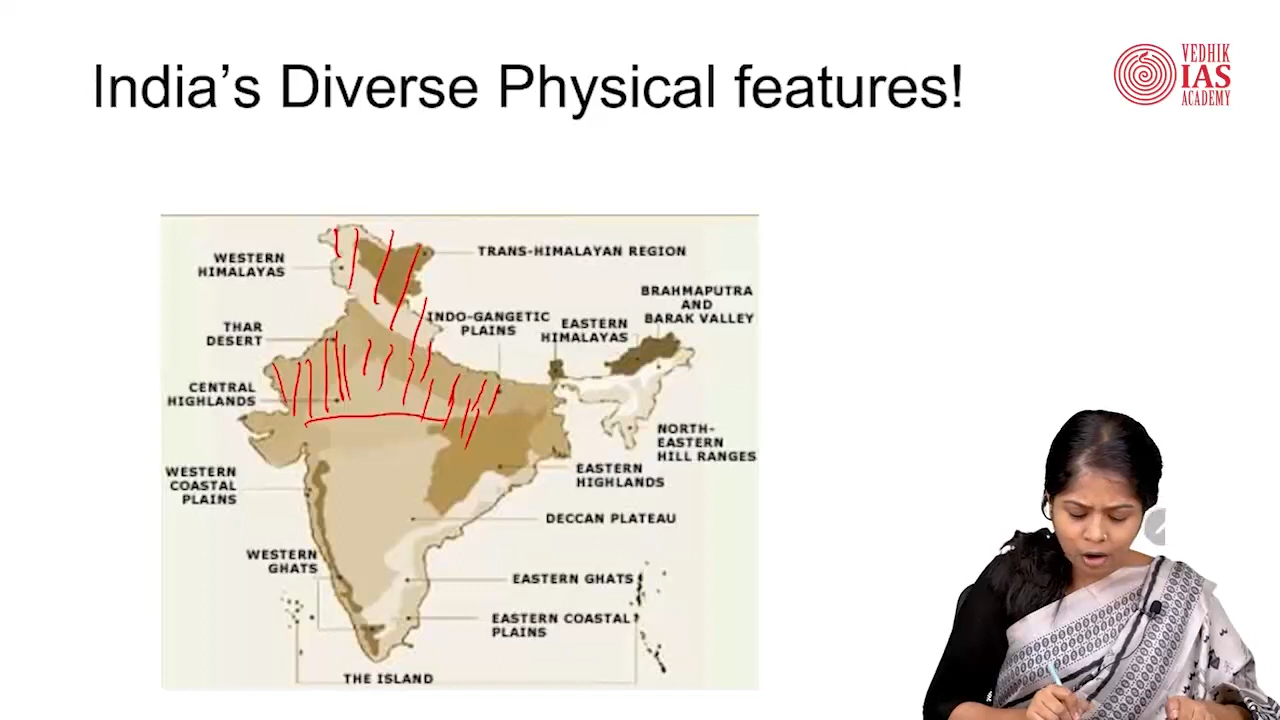 India's Diverse Physical features!
VEDHIK
IAS
ACADEMY
WESTERN
HIMALAYAS
TRANS-HIMALAYAN REGION
BRAHMAPUTRA
AND
BARAK VALLEY
INDO-GANGETIC
PLAINS
EASTERN
HIMALAYAS
THAR
DESERT
CENTRAL
HIGHLANDS
NORTH-
EASTERN
HILL RANGES
WESTERN
COASTAL
PLAINS
EASTERN
HIGHLANDS
DECCAN PLATEAU
WESTERN
GHATS
EASTERN GHATS
EASTERN COASTAL
PLAINS
THE ISLAND